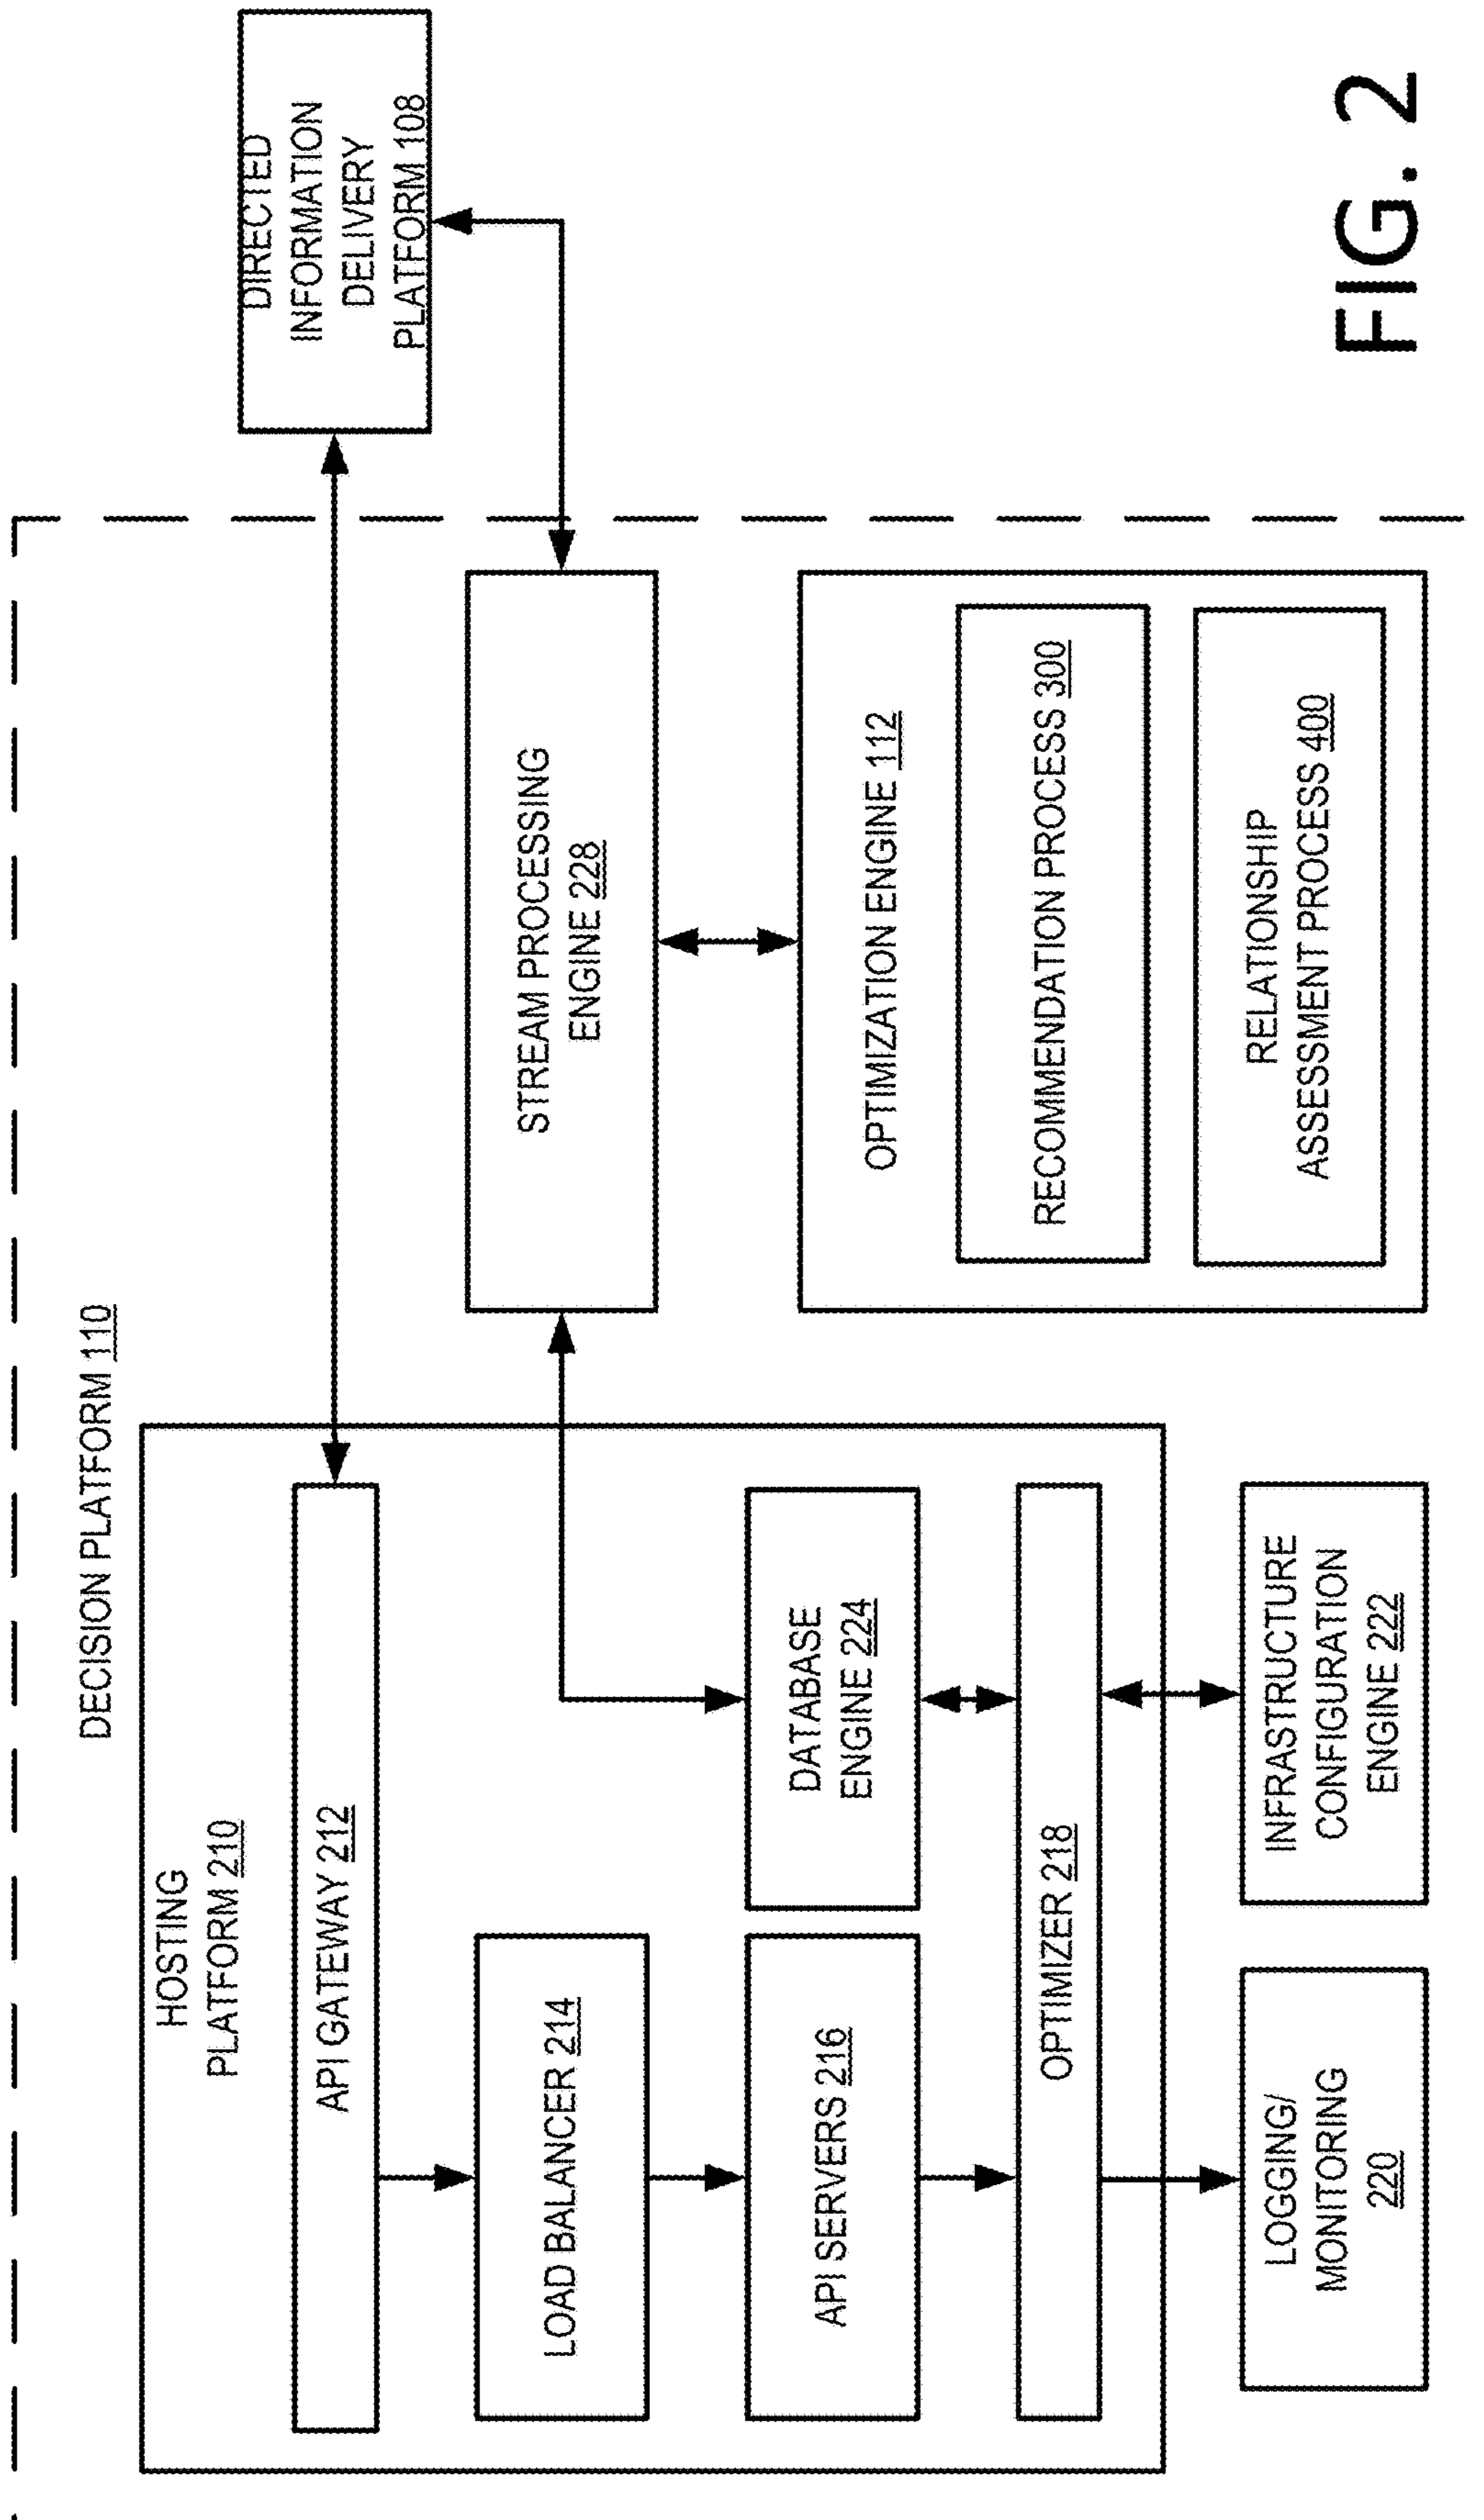 DECISION PLATFORM 110
HOSTING
PLATFORM 210
API GATEWAY 212
LOAD BALANCER 214
API SERVERS 216
DATABASE
ENGINE 224
OPTIMIZER 218
LOGGING/
MONITORING
220
INFRASTRUCTURE
CONFIGURATION
ENGINE 222
STREAM PROCESSING
ENGINE 228
OPTIMIZATION ENGINE 112
RECOMMENDATION PROCESS 300
RELATIONSHIP
ASSESSMENT PROCESS 400
DIRECTED
INFORMATION
DELIVERY
PLATFORM 108
FIG. 2